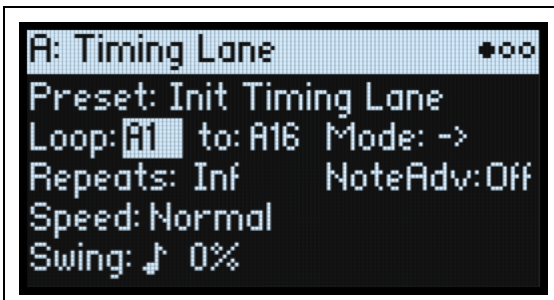 A: Timing Lane
Preset: Init Timing Lane
Loop: A1 to: A16 Mode: ->
Repeats: Inf NoteAdv: Off
Speed: Normal
Swing: ♪ 0%